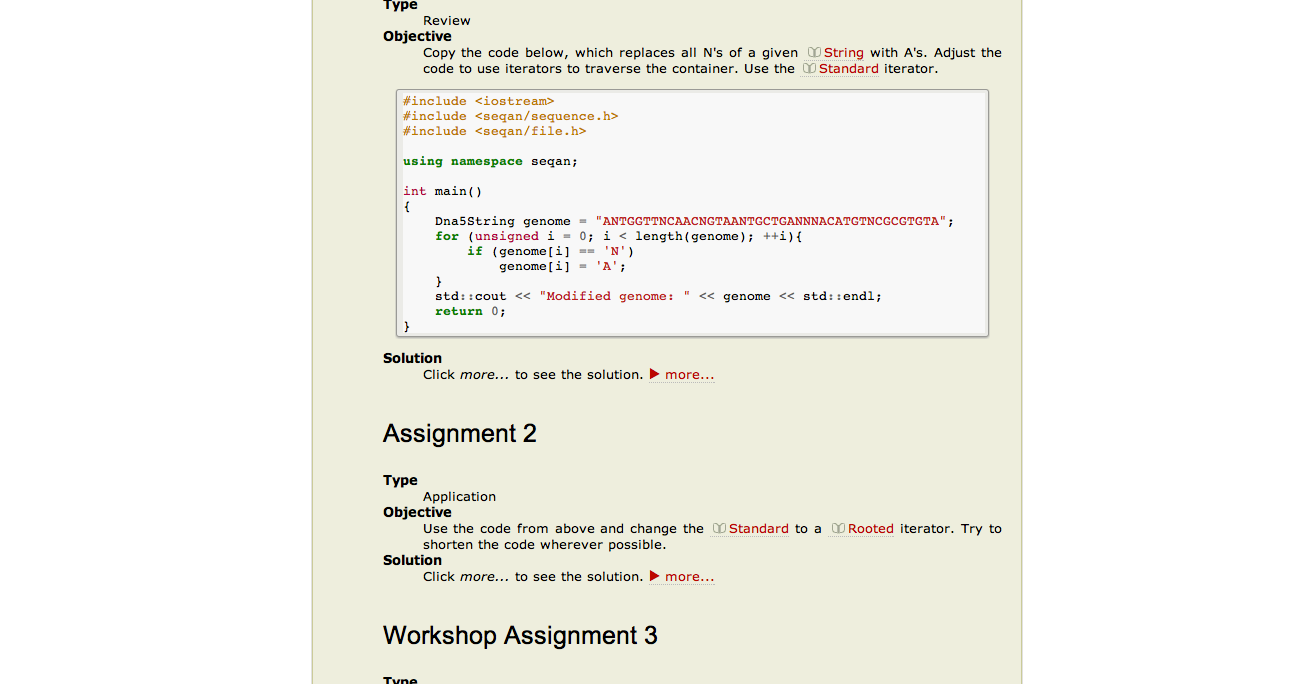 Type
Review
Objective
Copy the code below, which replaces all N's of a given String with A's. Adjust the
code to use iterators to traverse the container. Use the Standard iterator.
#include <iostream>
#include <seqan/sequence.h>
#include <seqan/file.h>
using namespace seqan;
int main()
{
    Dna5String genome = "ANTGGTTNCAACNGTAANTGCTGANNNACATGTNCGCGTGTA";
    for (unsigned i = 0; i < length(genome); ++i){
        if (genome[i] == 'N')
            genome[i] = 'A';
    }
    std::cout << "Modified genome: " << genome << std::endl;
    return 0;
}
Solution
Click more... to see the solution. more...
Assignment 2
Type
Application
Objective
Use the code from above and change the Standard to a Rooted iterator. Try to
shorten the code wherever possible.
Solution
Click more... to see the solution. more...
Workshop Assignment 3
Type